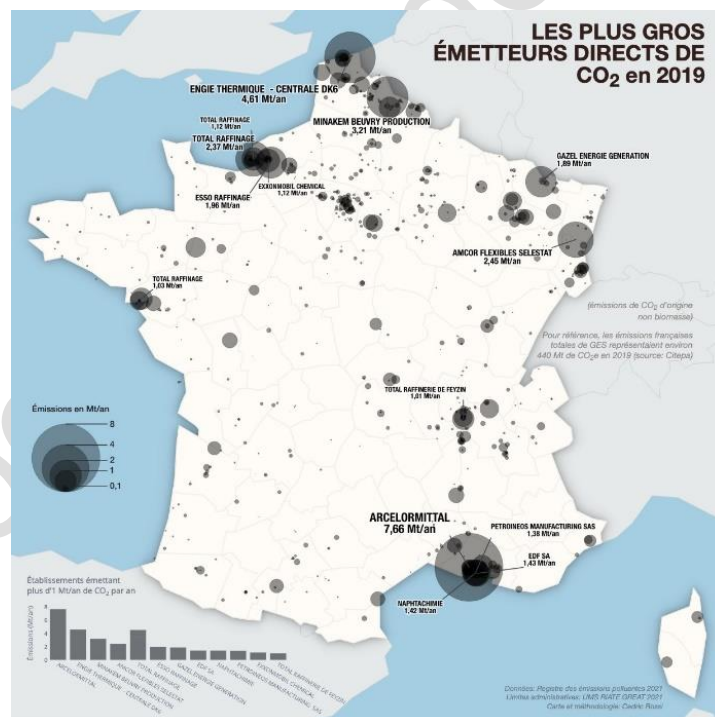 LES PLUS GROS
ÉMETTEURS DIRECTS DE
CO2 en 2019
ENGIE THERMIQUE - CENTRALE DK6
4,61 Mt/an
MINAKEM BEUVRY PRODUCTION
3,21 Mt/an
TOTAL RAFFINAGE
1,12 Mt/an
TOTAL RAFFINAGE
2,37 Mt/an
GAZEL ENERGIE GENERATION
1,89 Mt/an
EXXONMOBIL CHEMICAL
1,12 Mt/an
ESSO RAFFINAGE
1,96 Mt/an
AMCOR FLEXIBLES SELESTAT
2,45 Mt/an
TOTAL RAFFINAGE
1,03 Mt/an
(émissions de CO2 d'origine
non biomasse)
Pour référence, les émissions françaises
totales de GES représentaient environ
440 Mt de CO2e en 2019 (source: Citepa)
TOTAL RAFFINERIE DE FEYZIN
1,01 Mt/an
Émissions en Mt/an
8
4
2
1
0,1
ARCELORMITTAL
7,66 Mt/an
PETROINEOS MANUFACTURING SAS
1,38 Mt/an
EDF SA
1,43 Mt/an
NAPHTACHIMIE
1,42 Mt/an
Établissements émettant
plus d'1 Mt/an de CO2 par an
Émissions (Mt/an)
8
6
4
2
0
ARCELORMITTAL
ENGIE THERMIQUE - CENTRALE DK6
MINAKEM BEUVRY PRODUCTION
AMCOR FLEXIBLES SELESTAT
TOTAL RAFFINAGE
ESSO RAFFINAGE
GAZEL ENERGIE GENERATION
EDF SA
NAPHTACHIMIE
PETROINEOS MANUFACTURING SAS
EXXONMOBIL CHEMICAL
TOTAL RAFFINERIE DE FEYZIN
Données: Registre des émissions polluantes 2021
Limites administratives: UMS RIATE GREAT 2021
Carte et méthodologie: Cedric Rossi